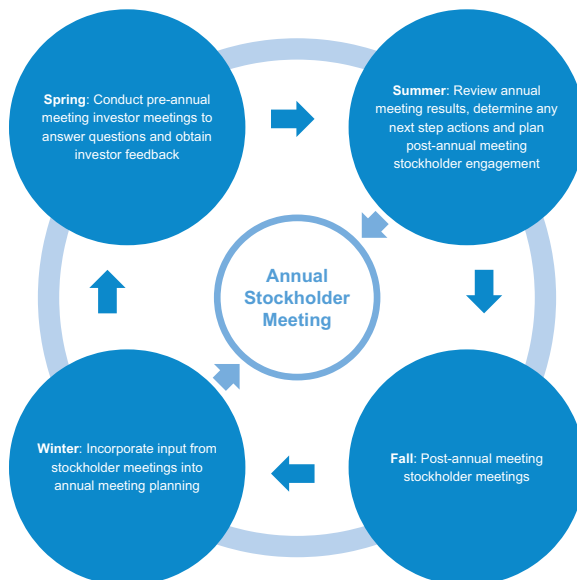 Spring: Conduct pre-annual
meeting investor meetings to
answer questions and obtain
investor feedback
Summer: Review annual
meeting results, determine any
next step actions and plan
post-annual meeting
stockholder engagement
Annual
Stockholder
Meeting
Winter: Incorporate input from
stockholder meetings into
annual meeting planning
Fall: Post-annual meeting
stockholder meetings